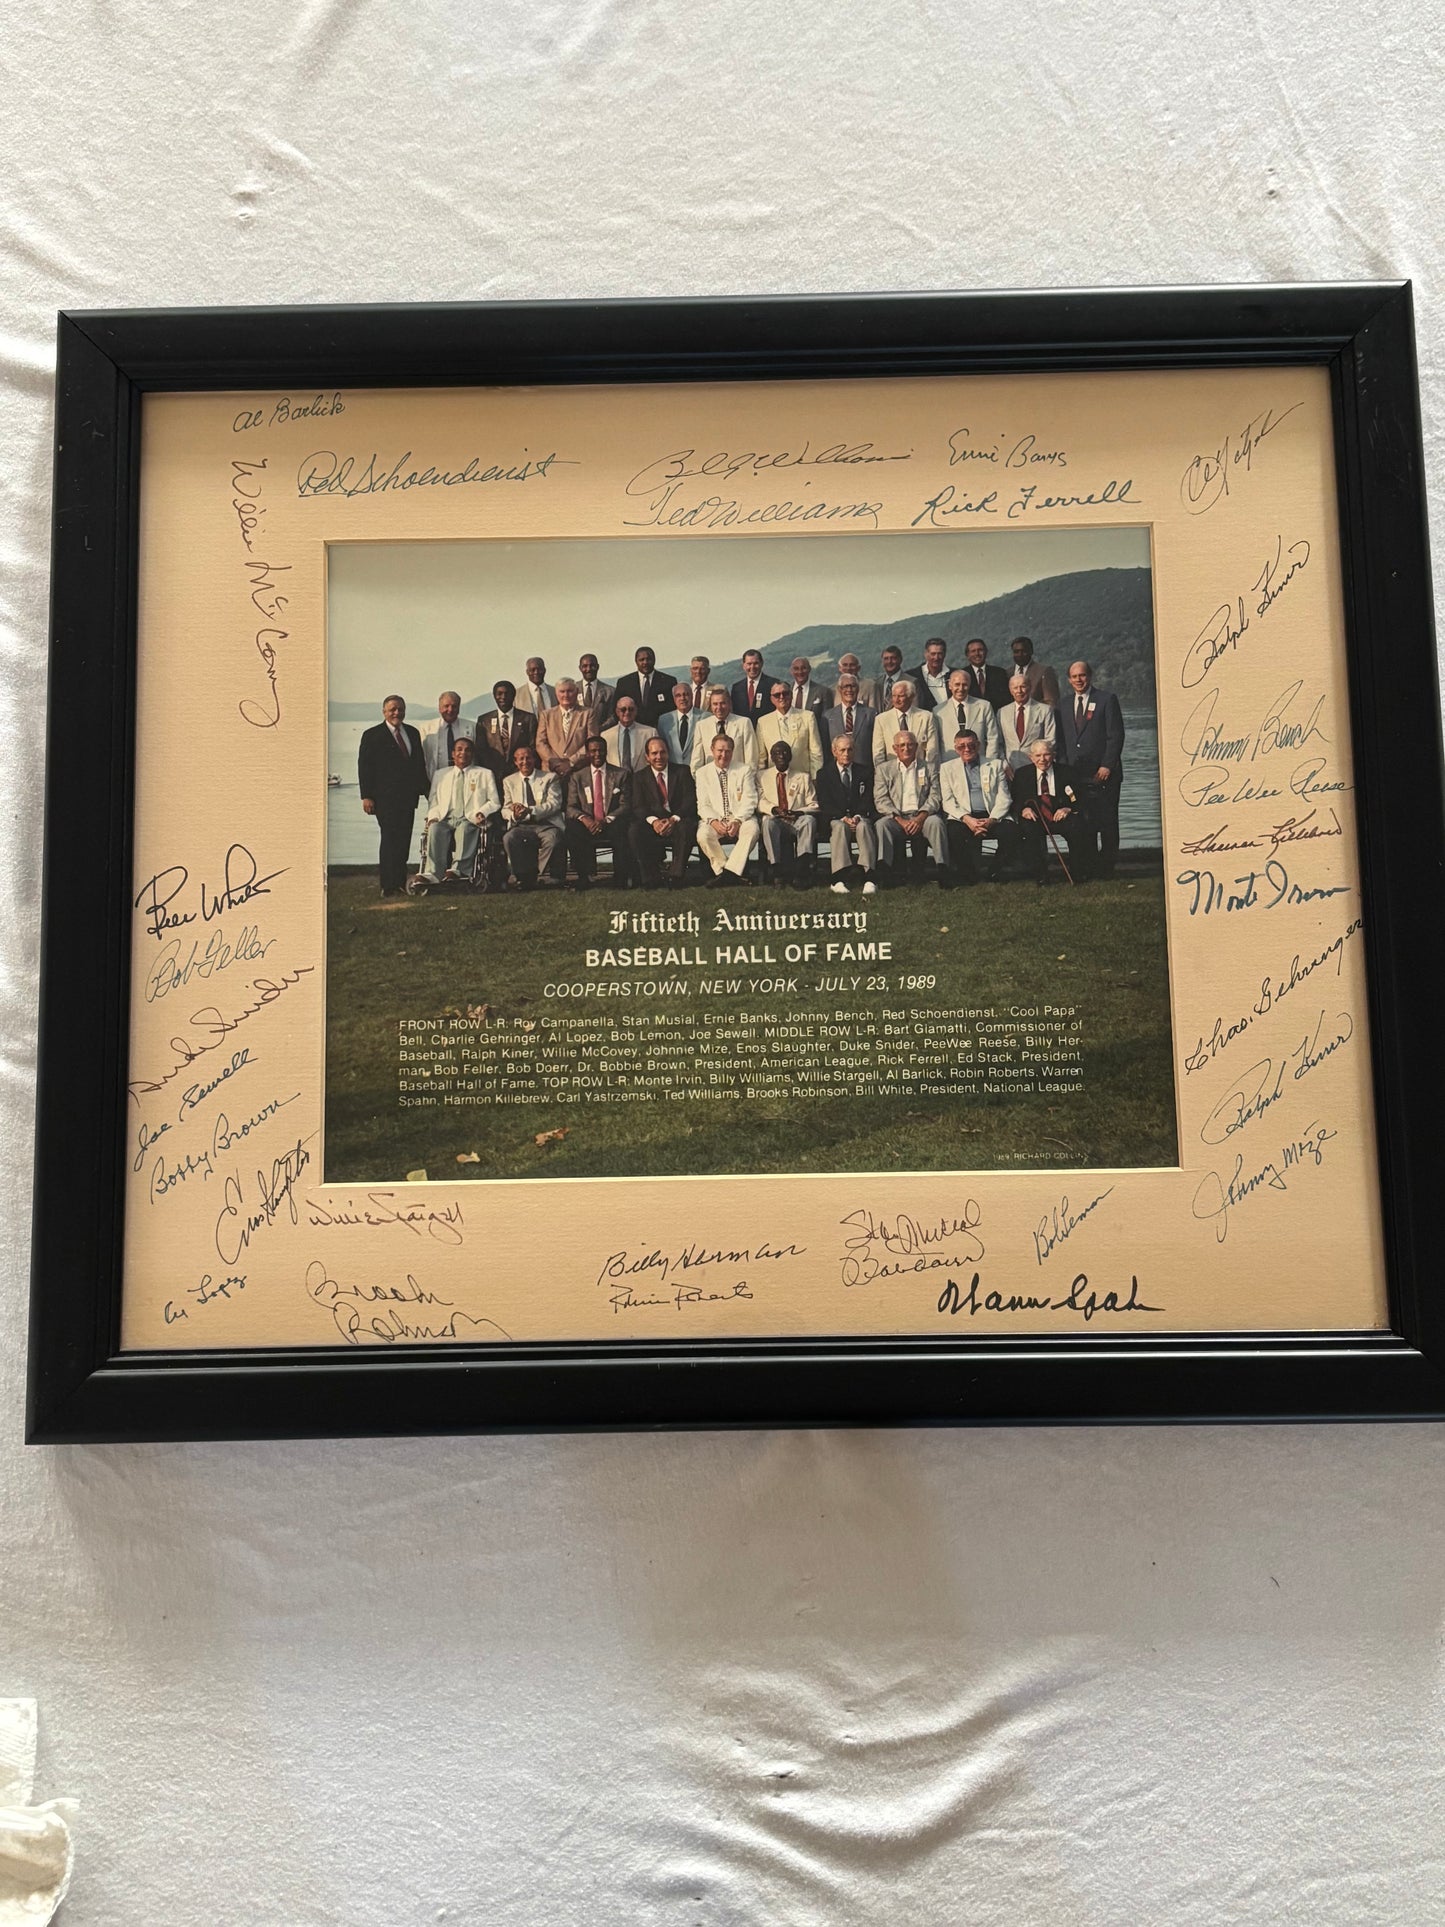 Al Barlick
Red Schoendienst
Billy Williams
Ernie Banks
C Yaz
Ted Williams
Rick Ferrell
Willie McCovey
Ralph Kiner
Johnny Bench
Pee Wee Reese
Harmon Killebrew
Monte Irvin
Chas. Gehringer
Ralph Kiner
Johnny Mize
Bill White
Bob Feller
Duke Snider
Joe Sewell
Bobby Brown
Enos Slaughter
Al Lopez
Fiftieth Anniversary
BASEBALL HALL OF FAME
COOPERSTOWN, NEW YORK - JULY 23, 1989
FRONT ROW L-R: Roy Campanella, Stan Musial, Ernie Banks, Johnny Bench, Red Schoendienst, "Cool Papa"
Bell, Charlie Gehringer, Al Lopez, Bob Lemon, Joe Sewell. MIDDLE ROW L-R: Bart Giamatti, Commissioner of
Baseball, Ralph Kiner, Willie McCovey, Johnnie Mize, Enos Slaughter, Duke Snider, PeeWee Reese, Billy Her-
man, Bob Feller, Bob Doerr, Dr. Bobbie Brown, President, American League, Rick Ferrell, Ed Stack, President,
Baseball Hall of Fame. TOP ROW L-R: Monte Irvin, Billy Williams, Willie Stargell, Al Barlick, Robin Roberts, Warren
Spahn, Harmon Killebrew, Carl Yastrzemski, Ted Williams, Brooks Robinson, Bill White, President, National League.
RICHARD COLLINS
Willie Stargell
Brooks
Robinson
Billy Herman
Robin Roberts
Stan Musial
Bob Doerr
Bob Lemon
Warren Spahn